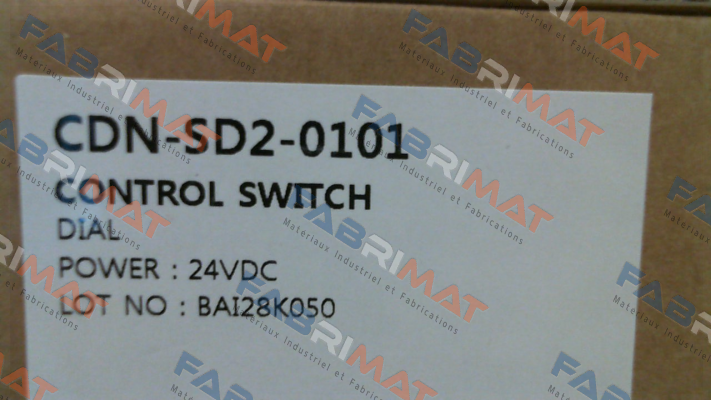 CDN-SD2-0101
CONTROL SWITCH
DIAL
POWER : 24VDC
LOT NO : BAI28K050
FABRIMAT
Materiaux Industriel et Fabrications